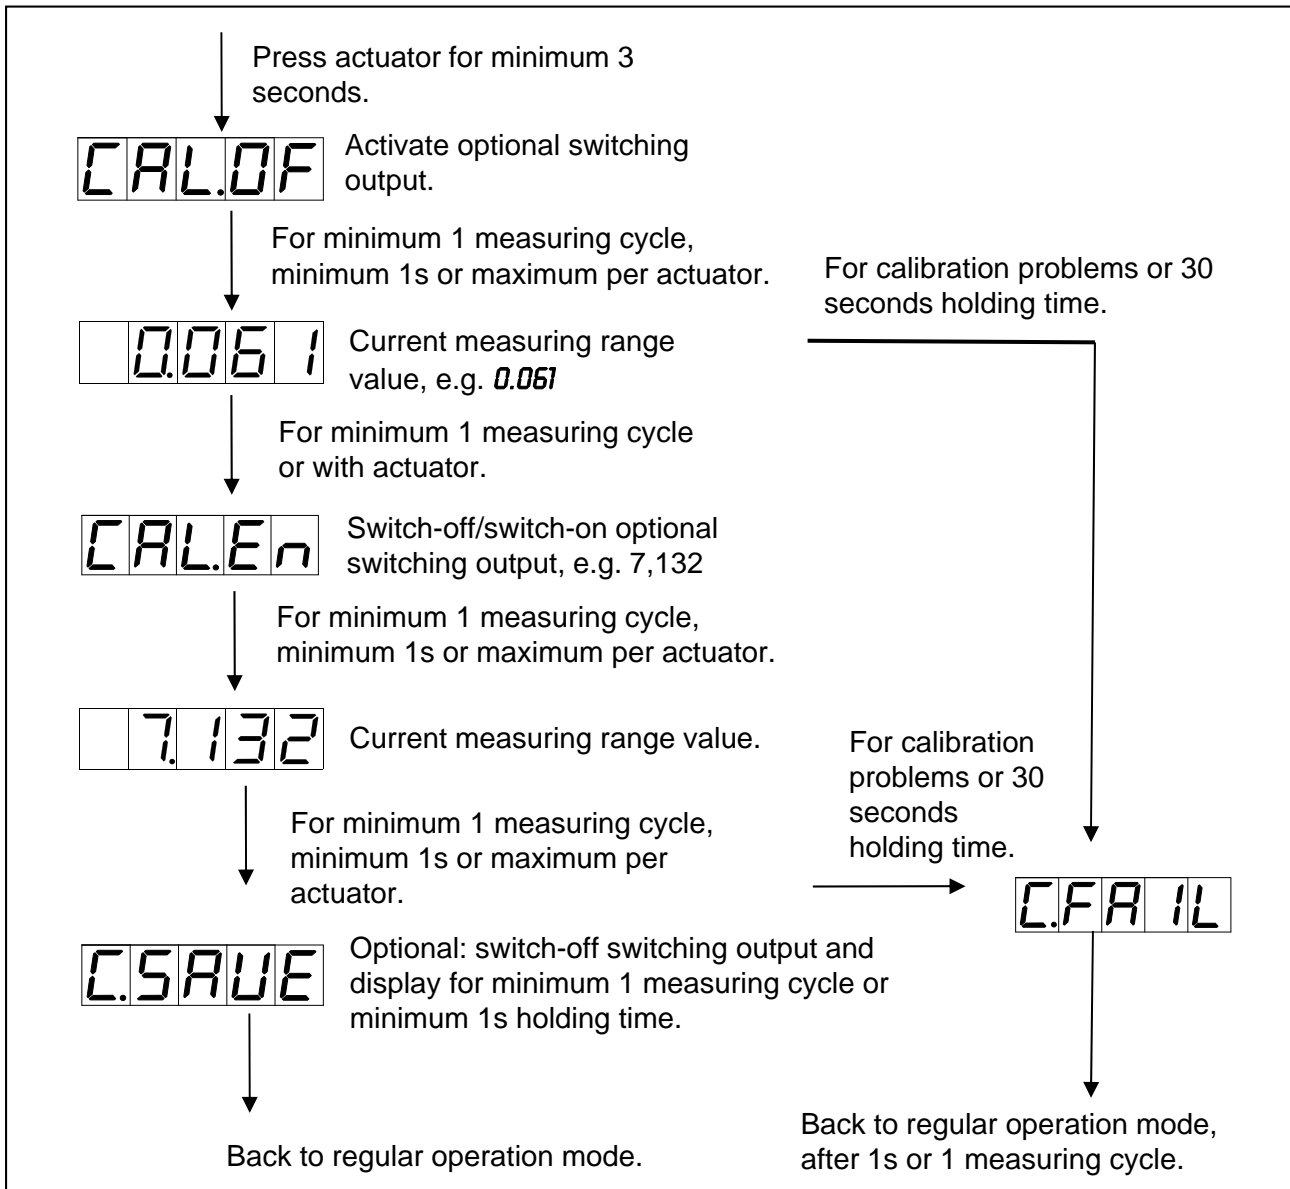 Press actuator for minimum 3
seconds.
CAL.OF
Activate optional switching
output.
For minimum 1 measuring cycle,
minimum 1s or maximum per actuator.
For calibration problems or 30
seconds holding time.
0.061
Current measuring range
value, e.g. 0.061
For minimum 1 measuring cycle
or with actuator.
CAL.En
Switch-off/switch-on optional
switching output, e.g. 7,132
For minimum 1 measuring cycle,
minimum 1s or maximum per actuator.
7.132
Current measuring range value.
For calibration
problems or 30
seconds
holding time.
For minimum 1 measuring cycle,
minimum 1s or maximum per
actuator.
C.FAIL
C.SAVE
Optional: switch-off switching output and
display for minimum 1 measuring cycle or
minimum 1s holding time.
Back to regular operation mode.
Back to regular operation mode,
after 1s or 1 measuring cycle.